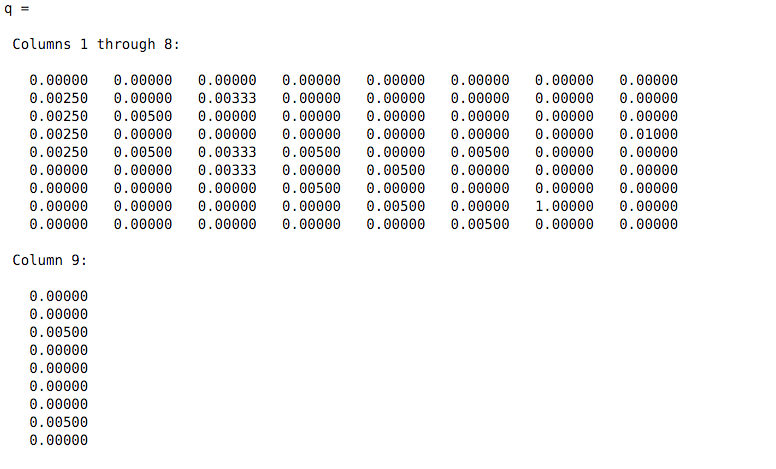 q =
Columns 1 through 8:
0.00000 0.00000 0.00000 0.00000 0.00000 0.00000 0.00000 0.00000
0.00250 0.00000 0.00333 0.00000 0.00000 0.00000 0.00000 0.00000
0.00250 0.00500 0.00000 0.00000 0.00000 0.00000 0.00000 0.00000
0.00250 0.00000 0.00000 0.00000 0.00000 0.00000 0.00000 0.01000
0.00250 0.00500 0.00333 0.00500 0.00000 0.00500 0.00000 0.00000
0.00000 0.00000 0.00333 0.00000 0.00500 0.00000 0.00000 0.00000
0.00000 0.00000 0.00000 0.00500 0.00000 0.00000 0.00000 0.00000
0.00000 0.00000 0.00000 0.00000 0.00500 0.00000 1.00000 0.00000
0.00000 0.00000 0.00000 0.00000 0.00000 0.00500 0.00000 0.00000
Column 9:
0.00000
0.00000
0.00500
0.00000
0.00000
0.00000
0.00000
0.00500
0.00000